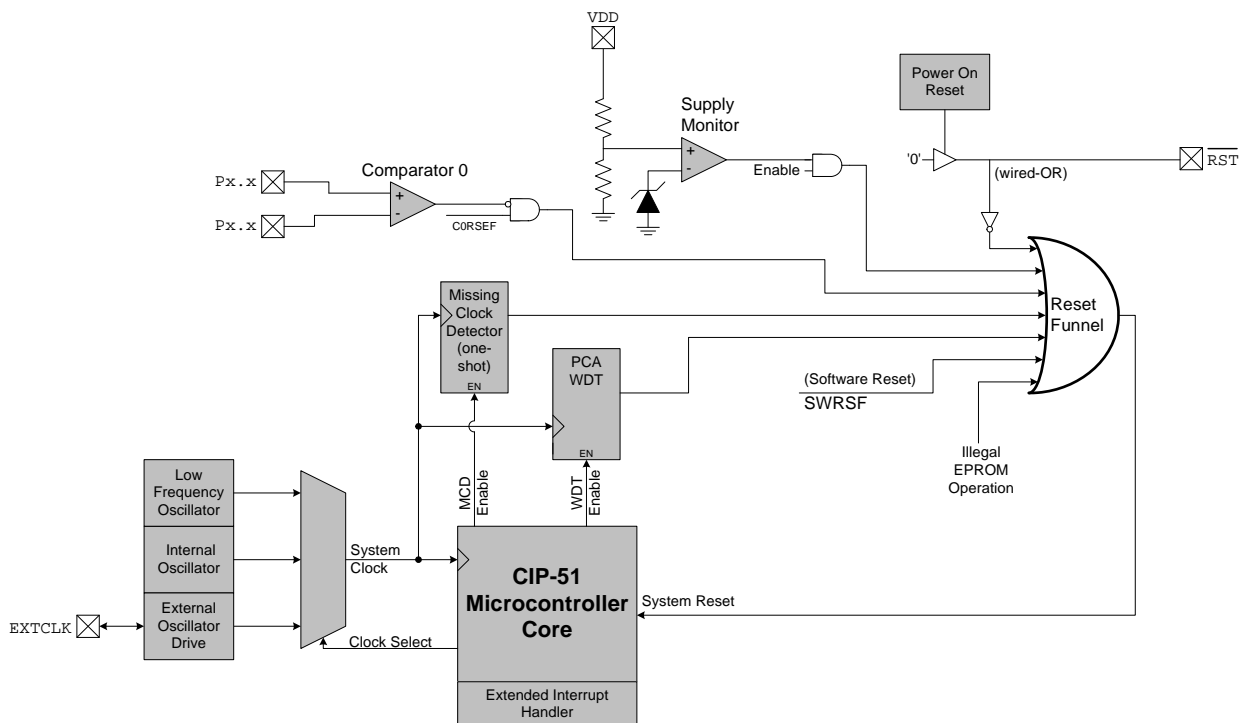 VDD
Power On
Reset
Supply
Monitor
+
-
Enable
'0'
RST
(wired-OR)
Comparator 0
Px.x
Px.x
+
-
C0RSEF
Missing
Clock
Detector
(one-
shot)
EN
PCA
WDT
EN
Reset
Funnel
(Software Reset)
SWRSF
Illegal
EPROM
Operation
MCD
Enable
WDT
Enable
Low
Frequency
Oscillator
Internal
Oscillator
External
Oscillator
Drive
EXTCLK
System
Clock
Clock Select
CIP-51
Microcontroller
Core
System Reset
Extended Interrupt
Handler